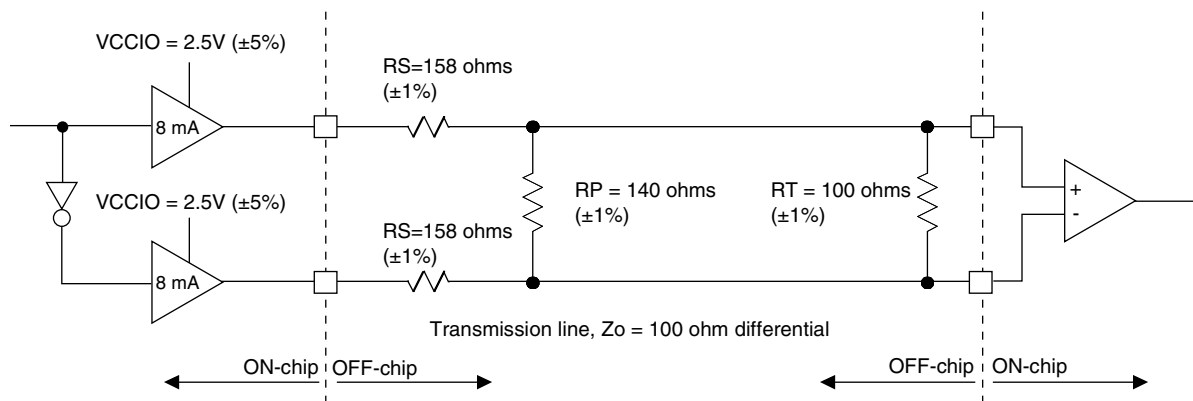 VCCIO = 2.5V (±5%)
8 mA
RS=158 ohms
(±1%)
VCCIO = 2.5V (±5%)
8 mA
RS=158 ohms
(±1%)
RP = 140 ohms
(±1%)
RT = 100 ohms
(±1%)
+
-
Transmission line, Zo = 100 ohm differential
ON-chip
OFF-chip
OFF-chip
ON-chip